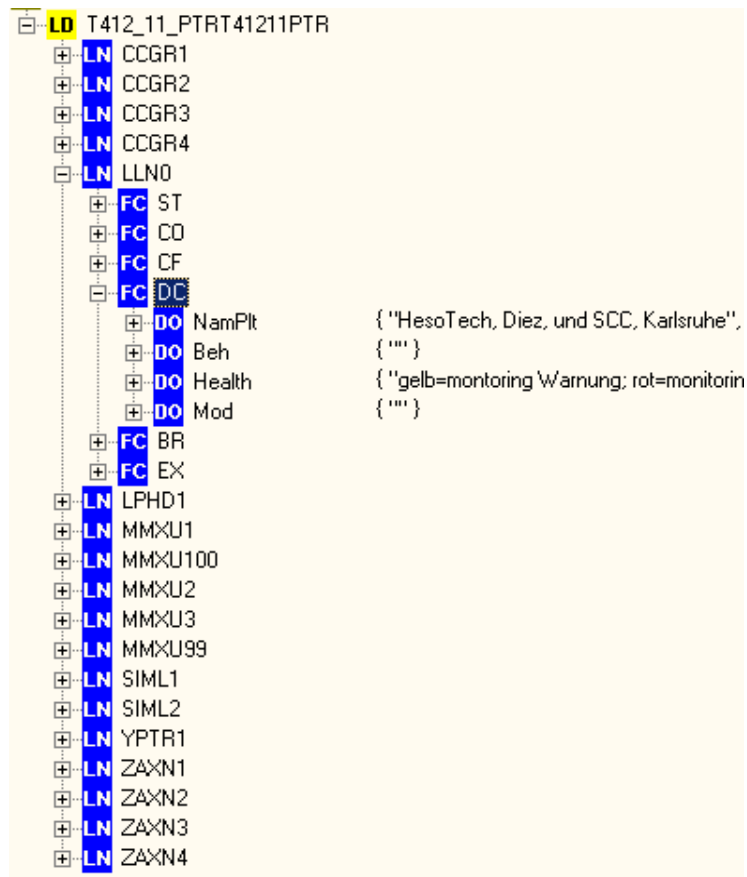 LD T412_11_PTRT41211PTR
LN CCGR1
LN CCGR2
LN CCGR3
LN CCGR4
LN LLN0
FC ST
FC CO
FC CF
FC DC
DO NamPlt { "HesoTech, Diez, und SCC, Karlsruhe",
DO Beh { "" }
DO Health { "gelb=montoring Warnung; rot=monitorin
DO Mod { "" }
FC BR
FC EX
LN LPHD1
LN MMXU1
LN MMXU100
LN MMXU2
LN MMXU3
LN MMXU99
LN SIML1
LN SIML2
LN YPTR1
LN ZAXN1
LN ZAXN2
LN ZAXN3
LN ZAXN4